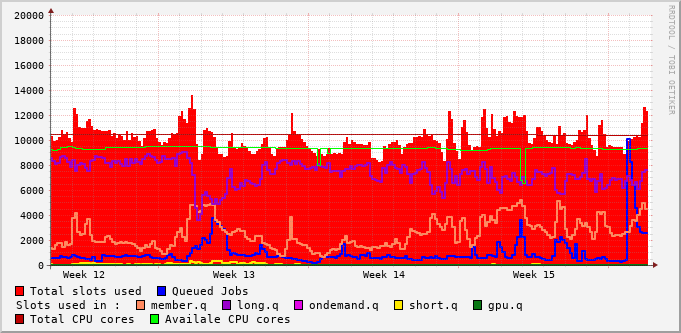 20000
18000
16000
14000
12000
10000
8000
6000
4000
2000
0
Week 12 Week 13 Week 14 Week 15
Total slots used Queued Jobs
Slots used in : member.q long.q ondemand.q short.q gpu.q
Total CPU cores Availale CPU cores
RRDTOOL / TOBI OETIKER